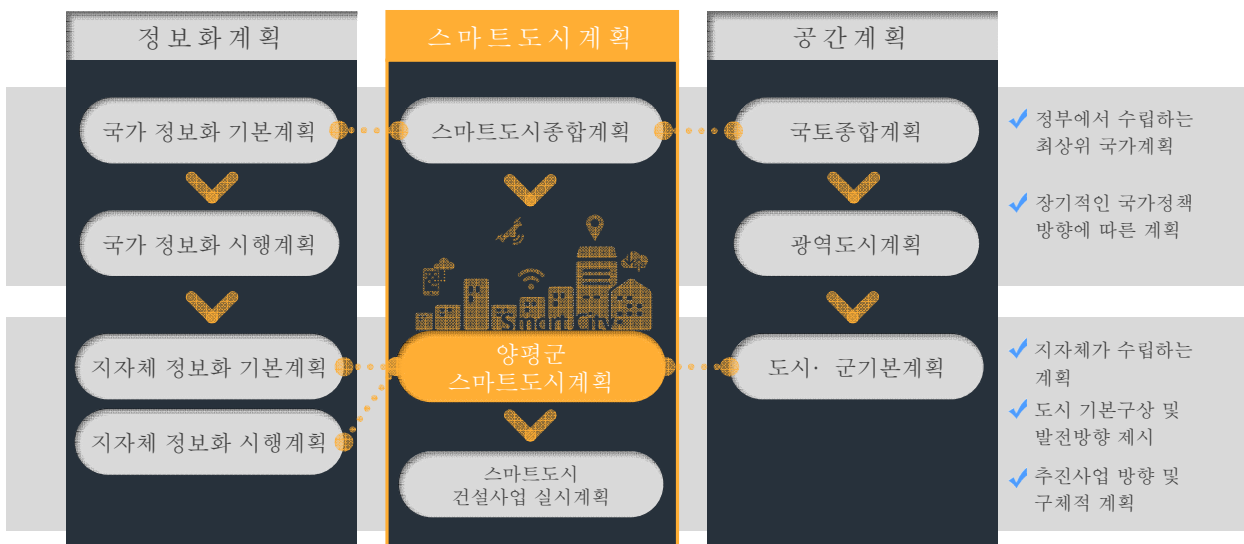 정보화계획
스마트도시계획
공간계획
국가 정보화 기본계획
스마트도시종합계획
국토종합계획
정부에서 수립하는
최상위 국가계획
장기적인 국가정책
방향에 따른 계획
국가 정보화 시행계획
광역도시계획
Smart City
지자체 정보화 기본계획
양평군
스마트도시계획
도시· 군기본계획
지자체가 수립하는
계획
도시 기본구상 및
발전방향 제시
지자체 정보화 시행계획
스마트도시
건설사업 실시계획
추진사업 방향 및
구체적 계획